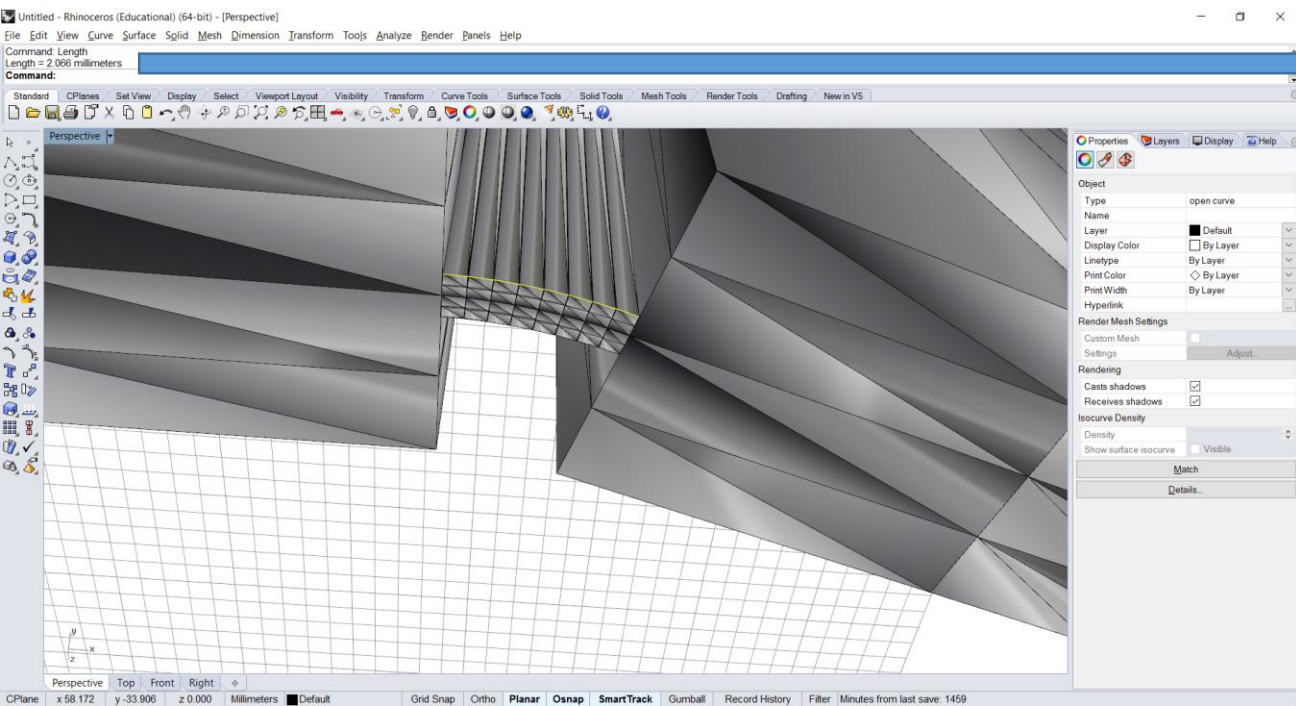 Untitled - Rhinoceros (Educational) (64-bit) - [Perspective]
File Edit View Curve Surface Solid Mesh Dimension Transform Tools Analyze Render Panels Help
Command: Length
Length = 2.066 millimeters
Command:
Standard CPlanes Set View Display Select Viewport Layout Visibility Transform Curve Tools Surface Tools Solid Tools Mesh Tools Render Tools Drafting New in V5
Perspective
Properties Layers Display Help
Object
Type open curve
Name
Layer Default
Display Color By Layer
Linetype By Layer
Print Color By Layer
Print Width By Layer
Hyperlink ...
Render Mesh Settings
Custom Mesh
Settings Adjust...
Rendering
Casts shadows
Receives shadows
Isocurve Density
Density
Show surface isocurve Visible
Match
Details...
y
x
z
Perspective Top Front Right
CPlane x 58.172 y -33.906 z 0.000 Millimeters Default Grid Snap Ortho Planar Osnap SmartTrack Gumball Record History Filter Minutes from last save: 1459